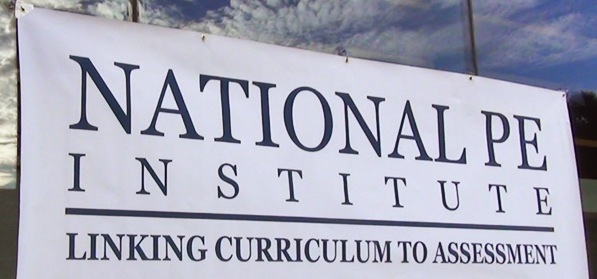 NATIONAL PE
INSTITUTE
LINKING CURRICULUM TO ASSESSMENT